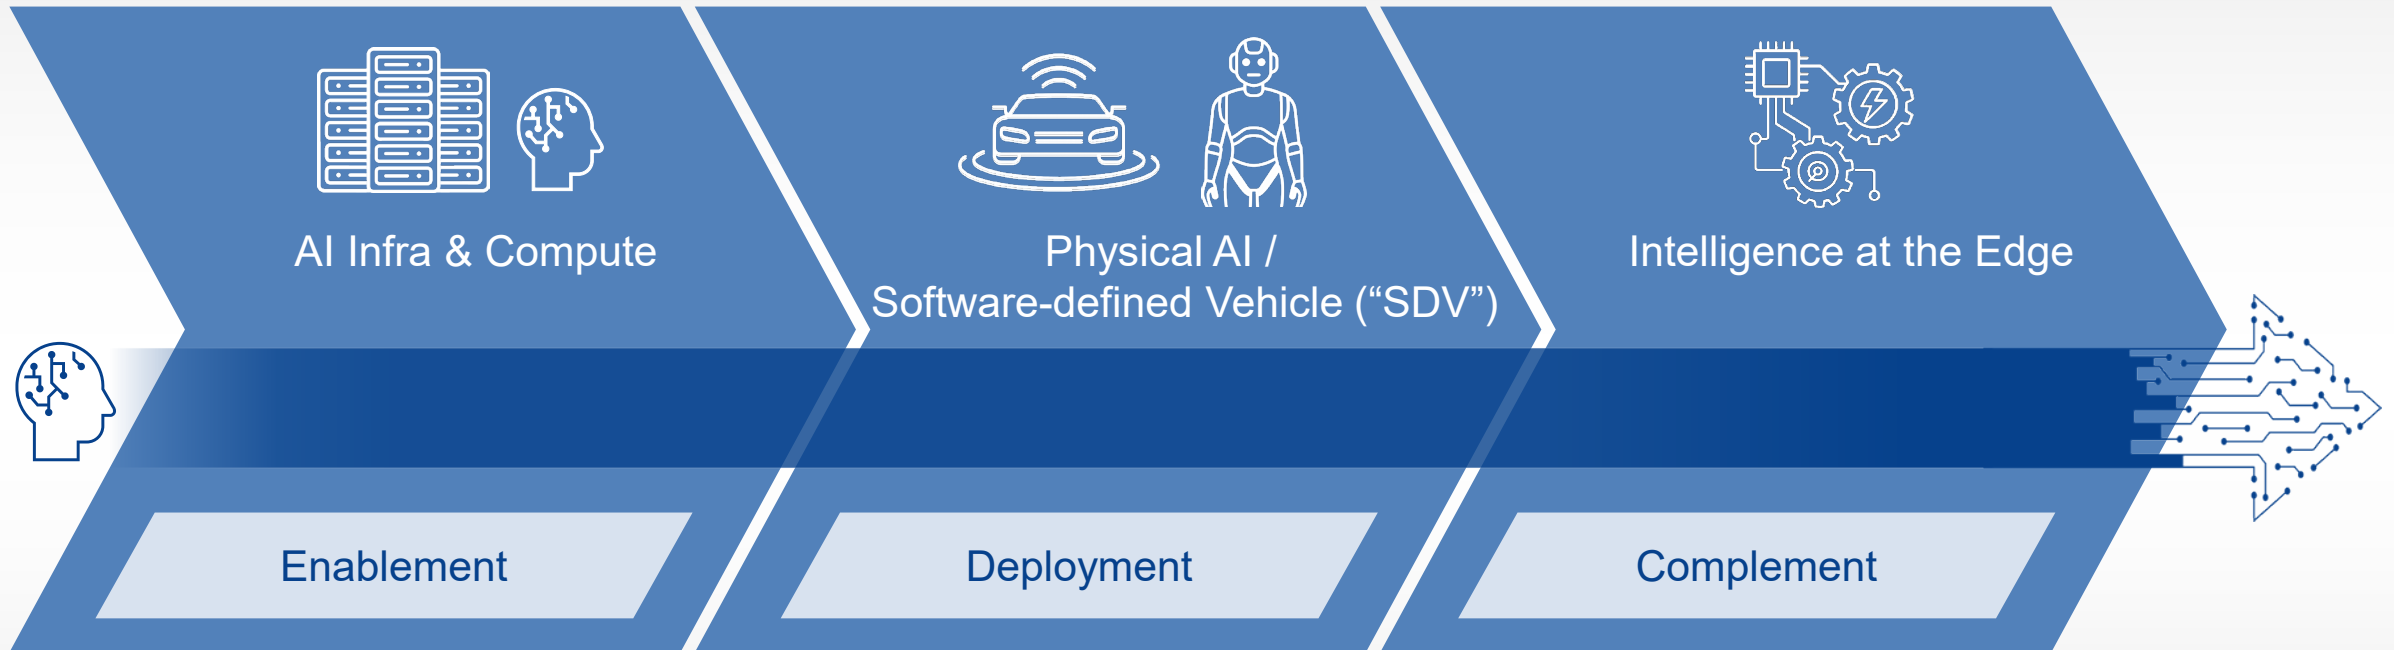 AI Infra & Compute
Physical AI /
Software-defined Vehicle (“SDV”)
Intelligence at the Edge
Enablement
Deployment
Complement